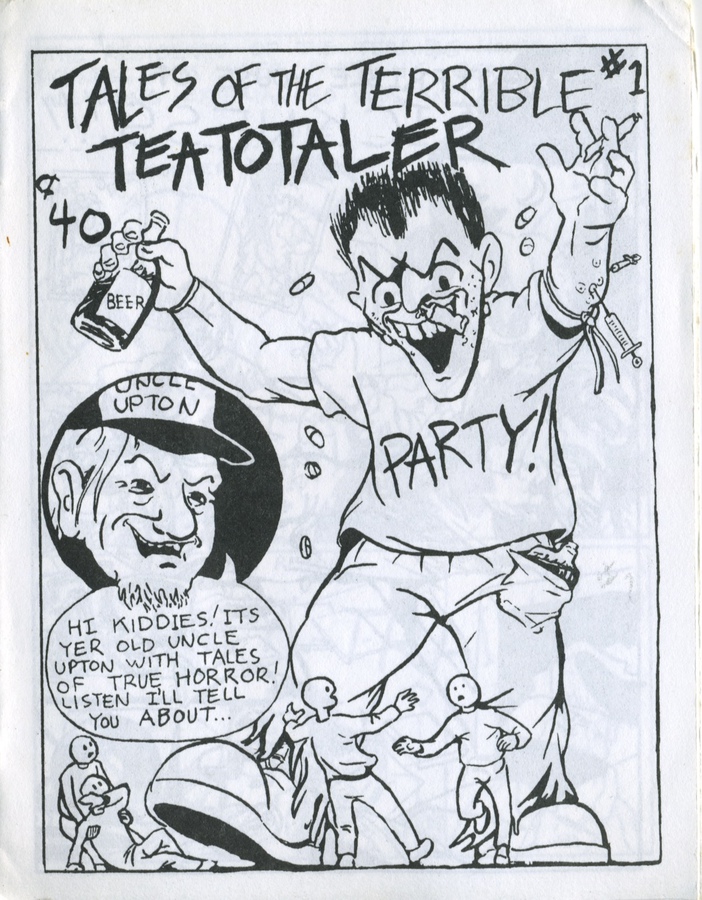 TALES OF THE TERRIBLE #1
TEATOTALER
¢40
BEER
UNCLE
UPTON
PARTY!
HI KIDDIES! ITS
YER OLD UNCLE
UPTON WITH TALES
OF TRUE HORROR!
LISTEN I'LL TELL
YOU ABOUT...